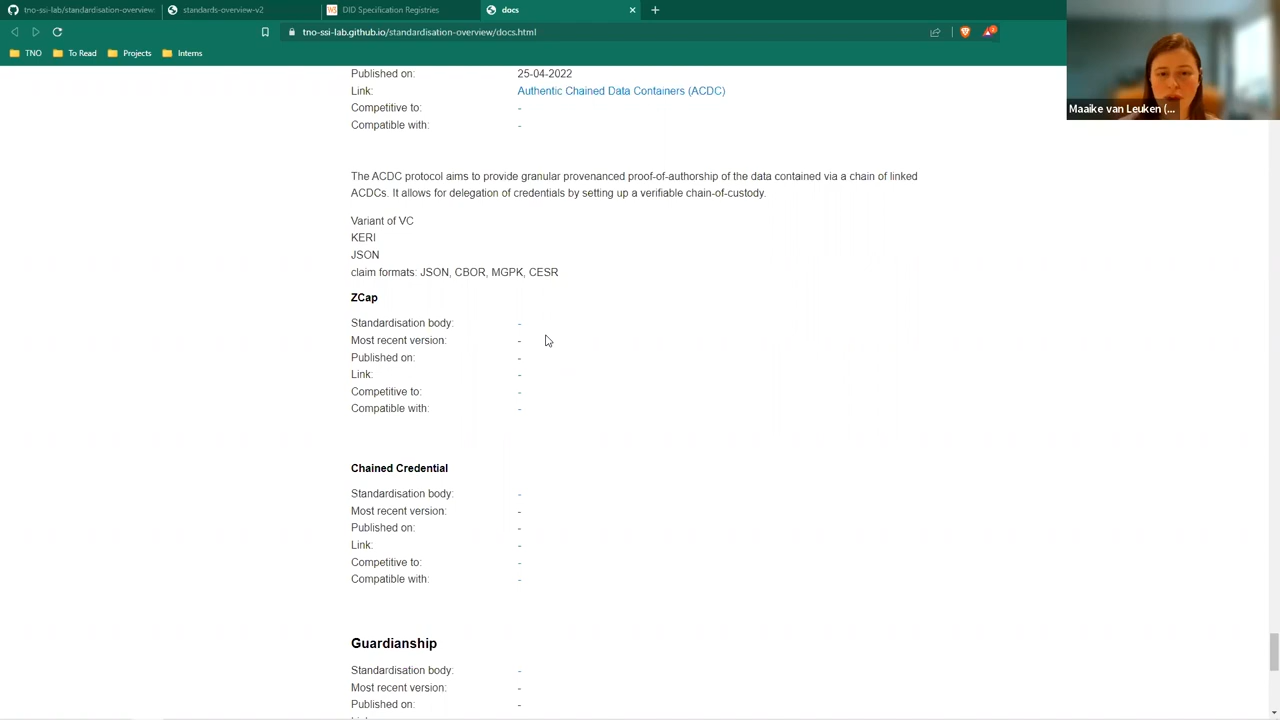 tno-ssi-lab/standardisation-overview:
standards-overview-v2
DID Specification Registries
docs
tno-ssi-lab.github.io/standardisation-overview/docs.html
TNO
To Read
Projects
Interns
Maaike van Leuken (...
Published on: 25-04-2022
Link: Authentic Chained Data Containers (ACDC)
Competitive to: -
Compatible with: -
The ACDC protocol aims to provide granular provenanced proof-of-authorship of the data contained via a chain of linked
ACDCs. It allows for delegation of credentials by setting up a verifiable chain-of-custody.
Variant of VC
KERI
JSON
claim formats: JSON, CBOR, MGPK, CESR
ZCap
Standardisation body: -
Most recent version: -
Published on: -
Link: -
Competitive to: -
Compatible with: -
Chained Credential
Standardisation body: -
Most recent version: -
Published on: -
Link: -
Competitive to: -
Compatible with: -
Guardianship
Standardisation body: -
Most recent version: -
Published on: -